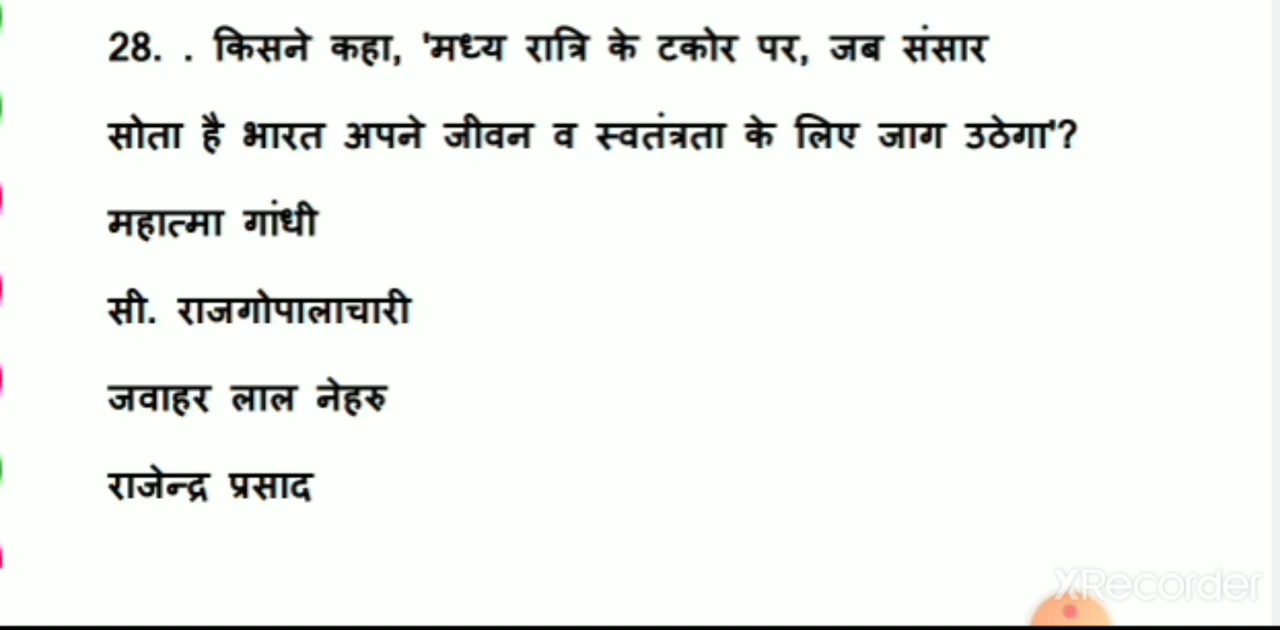 28. . किसने कहा, 'मध्य रात्रि के टकोर पर, जब संसार
सोता है भारत अपने जीवन व स्वतंत्रता के लिए जाग उठेगा'?
महात्मा गांधी
सी. राजगोपालाचारी
जवाहर लाल नेहरु
राजेन्द्र प्रसाद
XRecorder